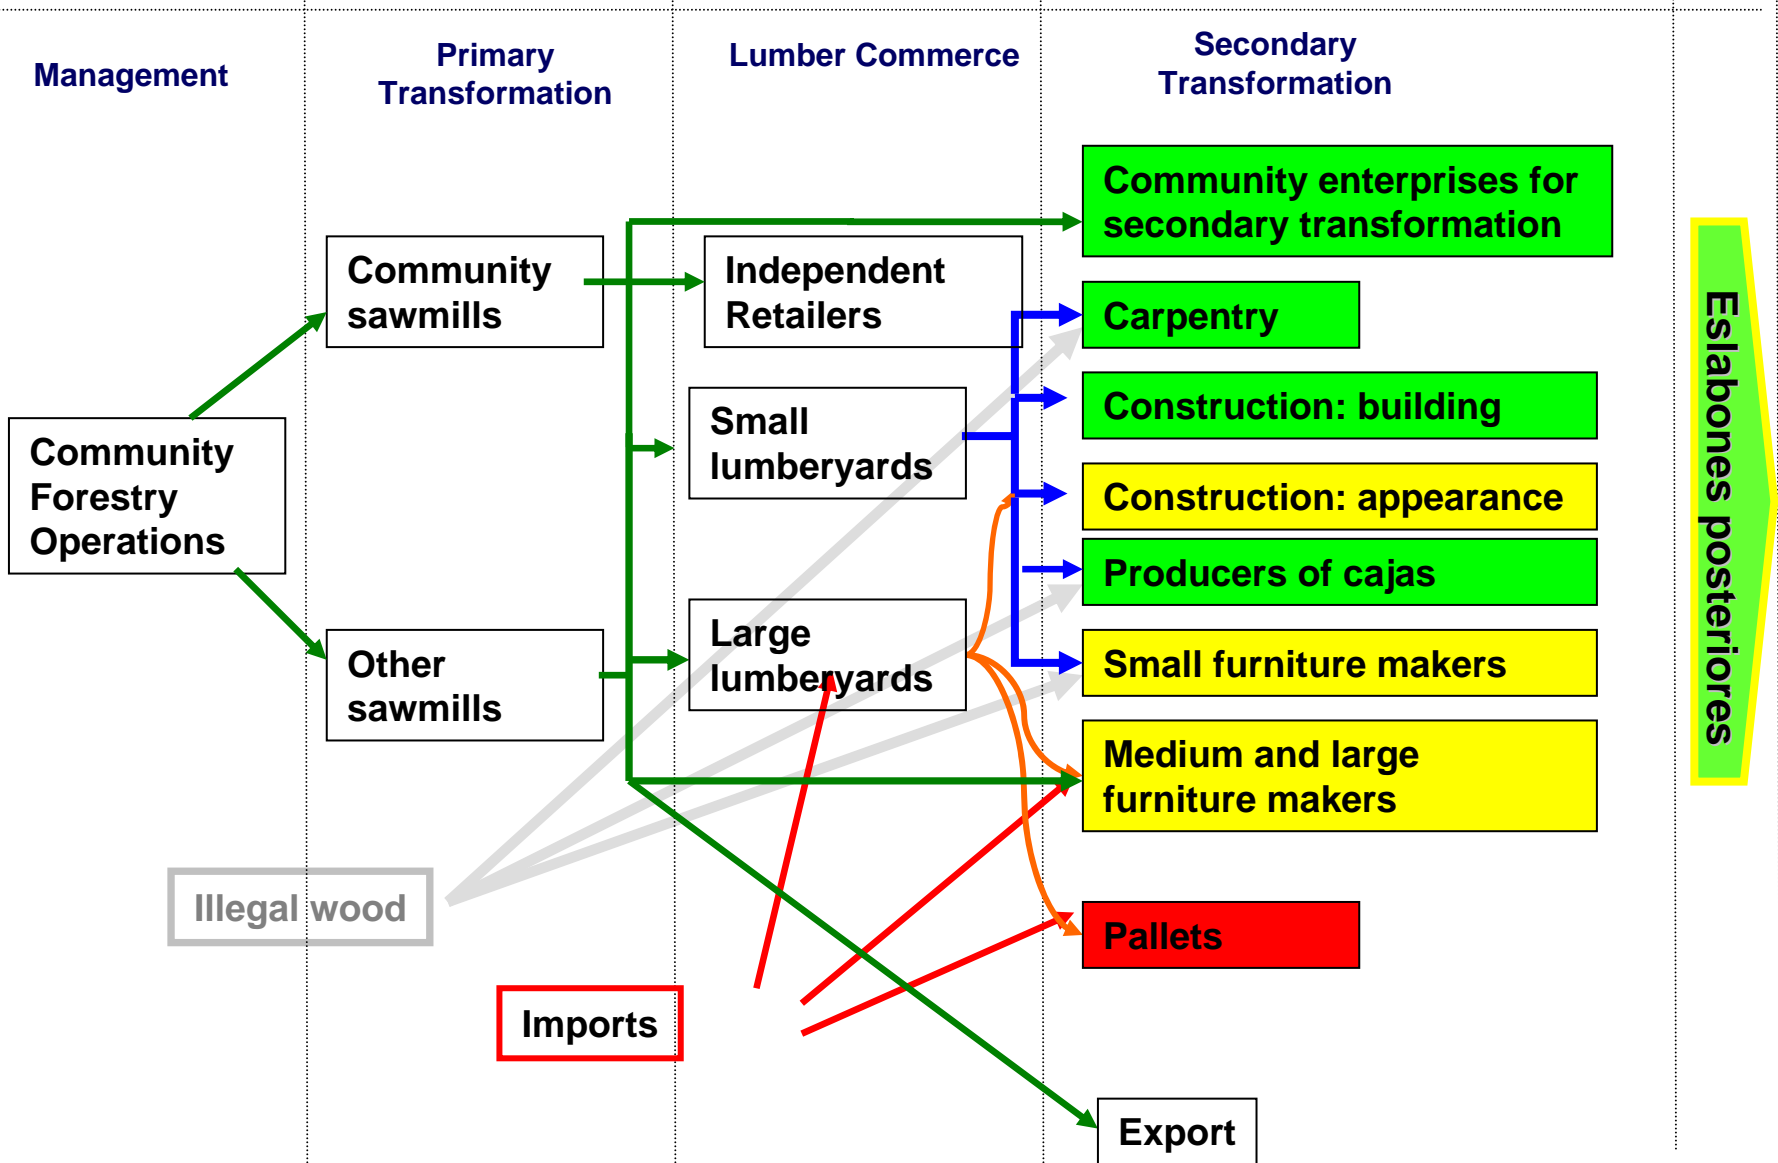 Management
Primary
Transformation
Lumber Commerce
Secondary
Transformation
Community
Forestry
Operations
Community
sawmills
Other
sawmills
Illegal wood
Imports
Independent
Retailers
Small
lumberyards
Large
lumberyards
Community enterprises for
secondary transformation
Carpentry
Construction: building
Construction: appearance
Producers of cajas
Small furniture makers
Medium and large
furniture makers
Pallets
Export
Eslabones posteriores